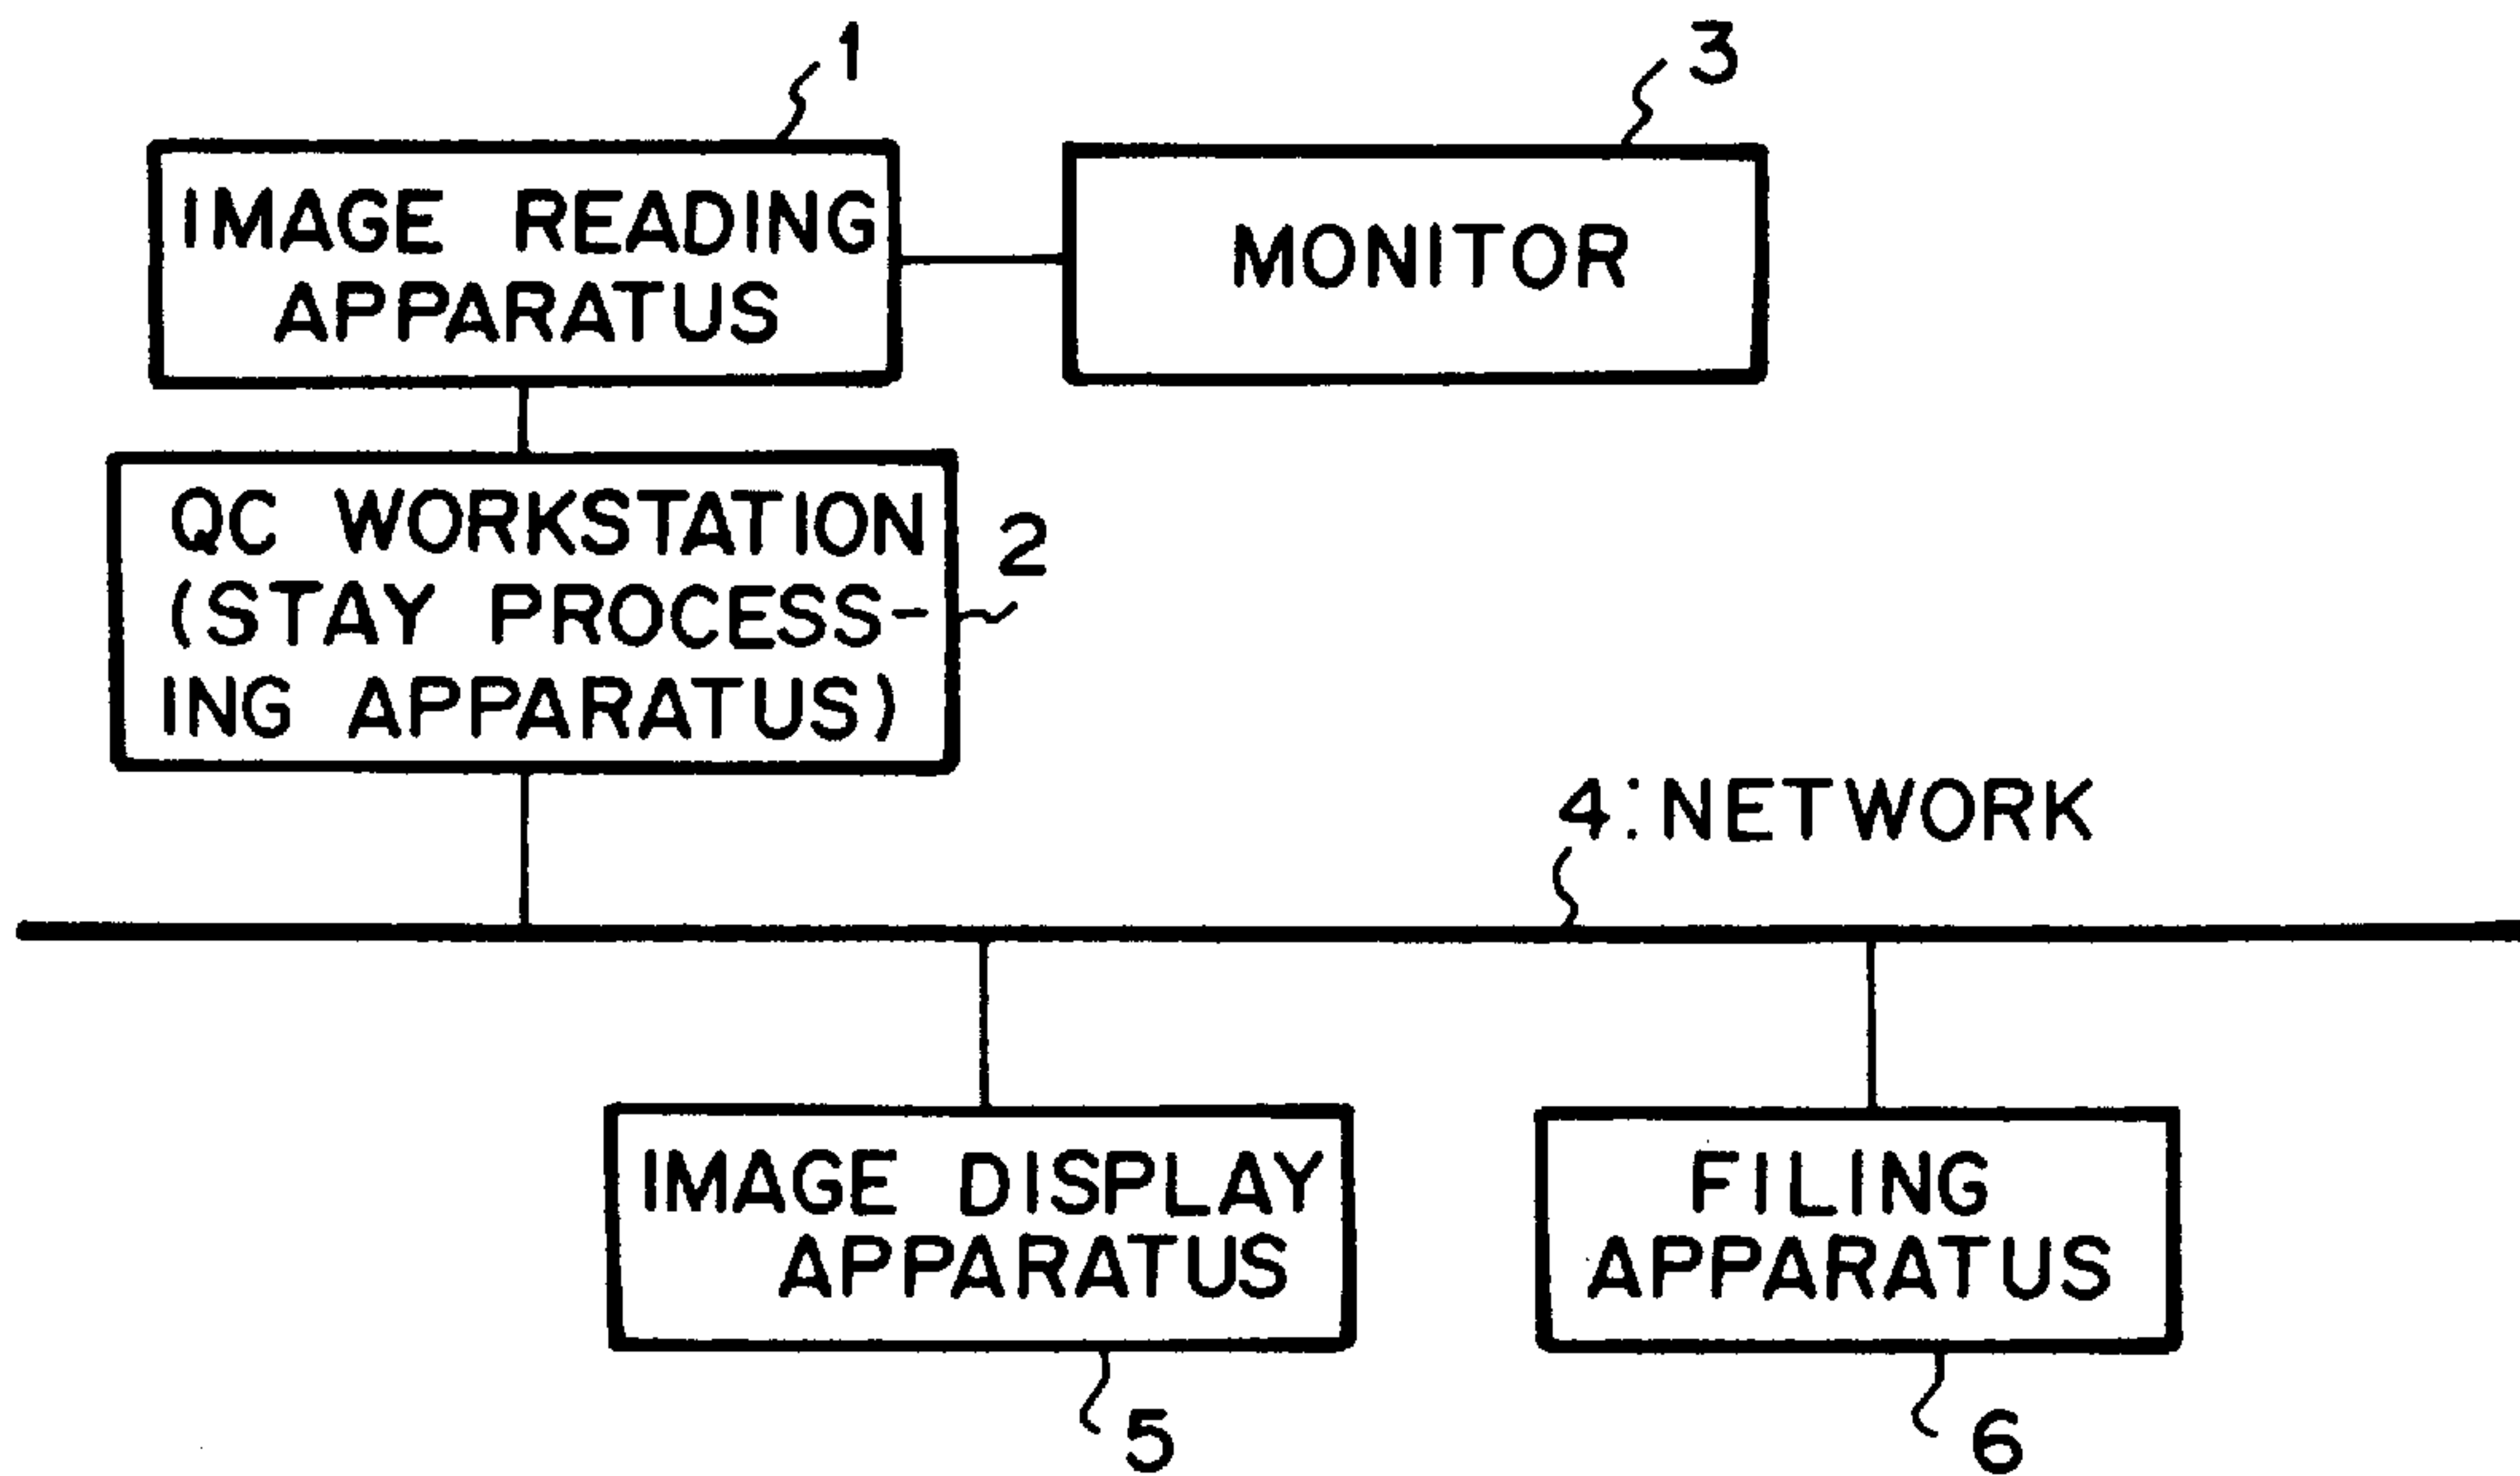 1
3
IMAGE READING
APPARATUS
MONITOR
QC WORKSTATION
(STAY PROCESS-
ING APPARATUS)
2
4:NETWORK
IMAGE DISPLAY
APPARATUS
FILING
APPARATUS
5
6